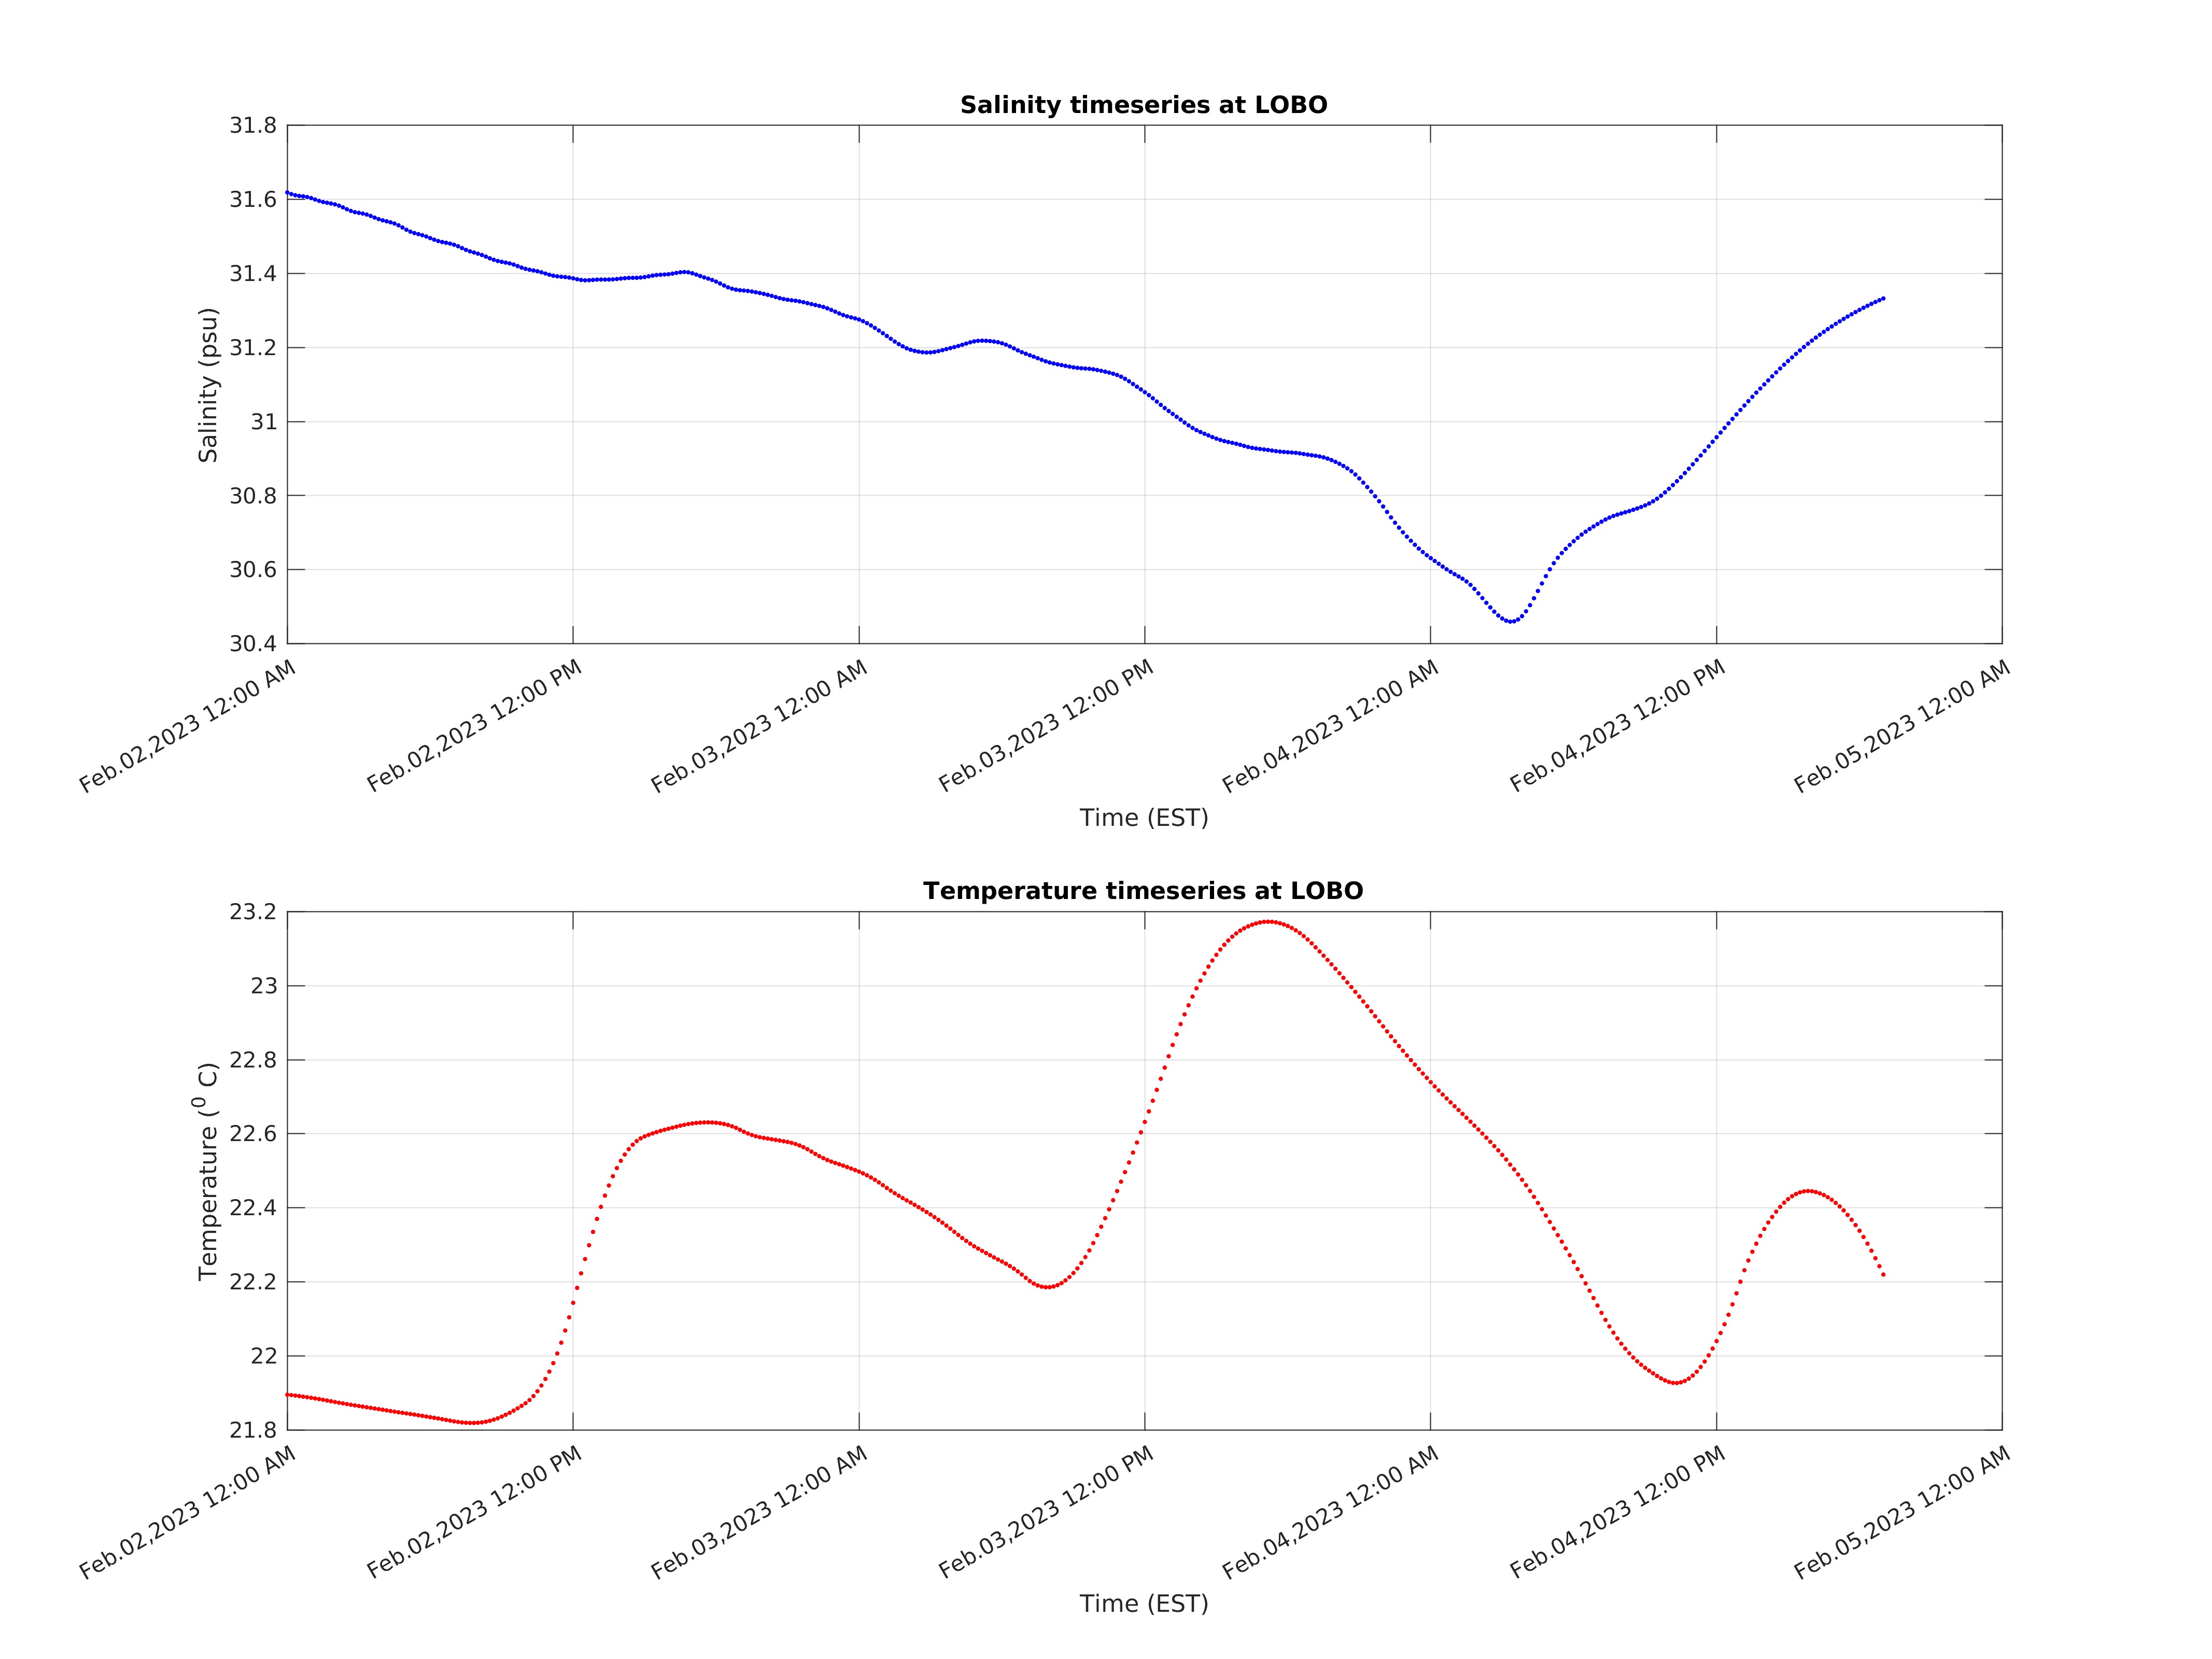 Salinity timeseries at LOBO
31.8
31.6
31.4
31.2
31
30.8
30.6
30.4
Salinity (psu)
Feb.02,2023 12:00 AM
Feb.02,2023 12:00 PM
Feb.03,2023 12:00 AM
Feb.03,2023 12:00 PM
Feb.04,2023 12:00 AM
Feb.04,2023 12:00 PM
Feb.05,2023 12:00 AM
Time (EST)
Temperature timeseries at LOBO
23.2
23
22.8
22.6
22.4
22.2
22
21.8
Temperature (⁰ C)
Feb.02,2023 12:00 AM
Feb.02,2023 12:00 PM
Feb.03,2023 12:00 AM
Feb.03,2023 12:00 PM
Feb.04,2023 12:00 AM
Feb.04,2023 12:00 PM
Feb.05,2023 12:00 AM
Time (EST)